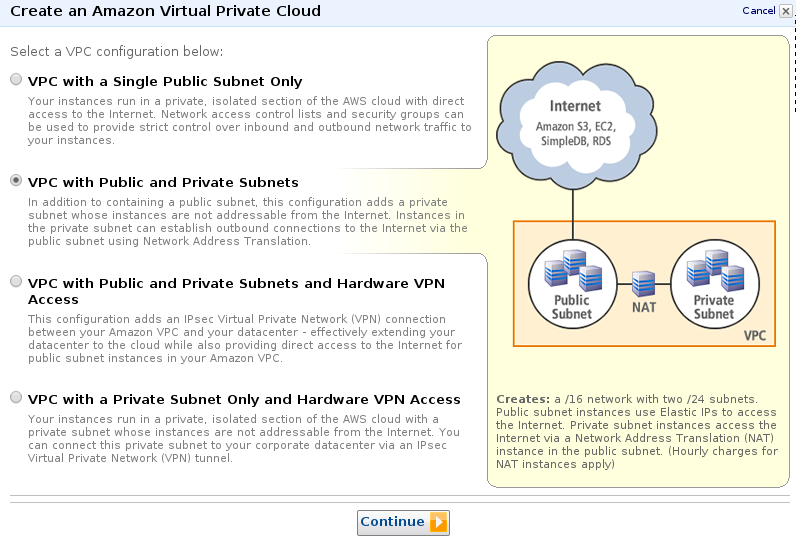 Create an Amazon Virtual Private Cloud
Cancel
Select a VPC configuration below:
VPC with a Single Public Subnet Only
Your instances run in a private, isolated section of the AWS cloud with direct
access to the Internet. Network access control lists and security groups can
be used to provide strict control over inbound and outbound network traffic to
your instances.
VPC with Public and Private Subnets
In addition to containing a public subnet, this configuration adds a private
subnet whose instances are not addressable from the Internet. Instances in
the private subnet can establish outbound connections to the Internet via the
public subnet using Network Address Translation.
VPC with Public and Private Subnets and Hardware VPN
Access
This configuration adds an IPsec Virtual Private Network (VPN) connection
between your Amazon VPC and your datacenter - effectively extending your
datacenter to the cloud while also providing direct access to the Internet for
public subnet instances in your Amazon VPC.
VPC with a Private Subnet Only and Hardware VPN Access
Your instances run in a private, isolated section of the AWS cloud with a
private subnet whose instances are not addressable from the Internet. You
can connect this private subnet to your corporate datacenter via an IPsec
Virtual Private Network (VPN) tunnel.
Internet
Amazon S3, EC2,
SimpleDB, RDS
Public
Subnet
NAT
Private
Subnet
VPC
Creates: a /16 network with two /24 subnets.
Public subnet instances use Elastic IPs to access
the Internet. Private subnet instances access the
Internet via a Network Address Translation (NAT)
instance in the public subnet. (Hourly charges for
NAT instances apply)
Continue